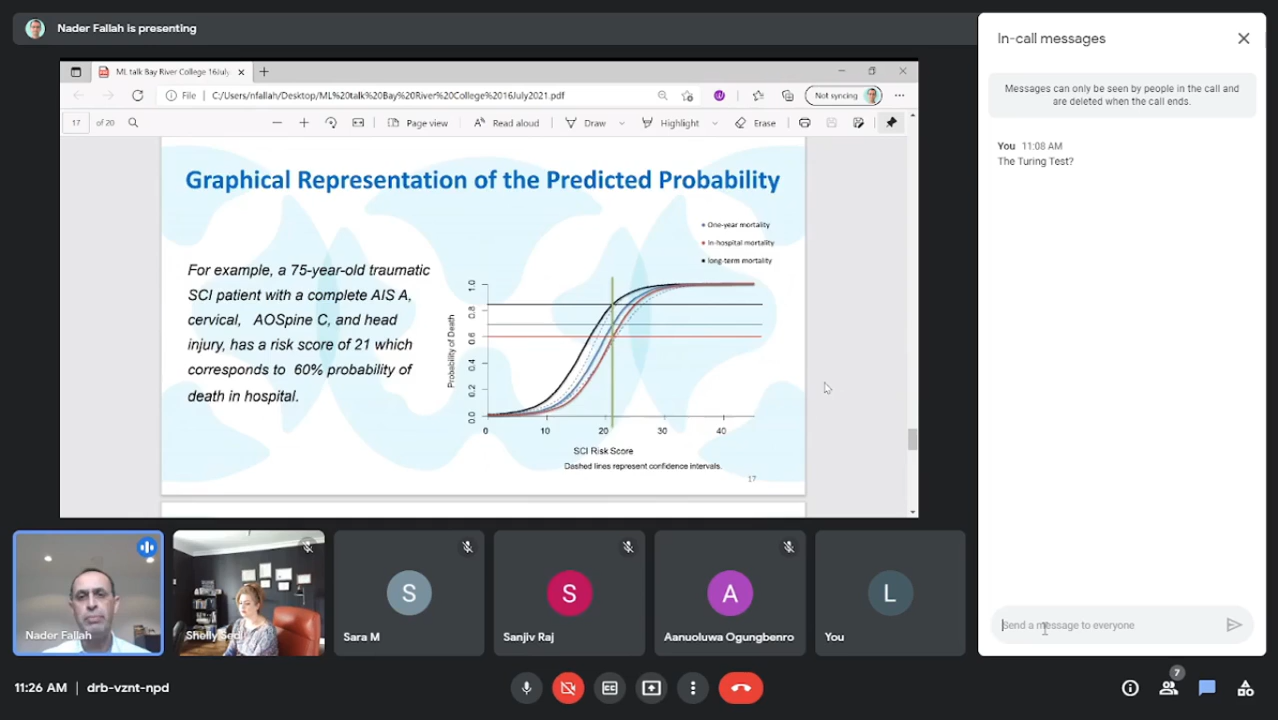 Nader Fallah is presenting
ML talk Bay River College 16July
File
C:/Users/nfallah/Desktop/ML%20talk%20Bay%20River%20College%2016July2021.pdf
Not syncing
17 of 20
Page view
Read aloud
Draw
Highlight
Erase
Graphical Representation of the Predicted Probability
For example, a 75-year-old traumatic
SCI patient with a complete AIS A,
cervical, AOSpine C, and head
injury, has a risk score of 21 which
corresponds to 60% probability of
death in hospital.
One-year mortality
In-hospital mortality
long-term mortality
Probability of Death
1.0
0.8
0.6
0.4
0.2
0.0
0 10 20 30 40
SCI Risk Score
Dashed lines represent confidence intervals.
17
In-call messages
Messages can only be seen by people in the call and
are deleted when the call ends.
You 11:08 AM
The Turing Test?
Send a message to everyone
Nader Fallah
Shelly
S
Sara M
S
Sanjiv Raj
A
Aanuoluwa Ogungbenro
L
You
11:26 AM
drb-vznt-npd
CC
7